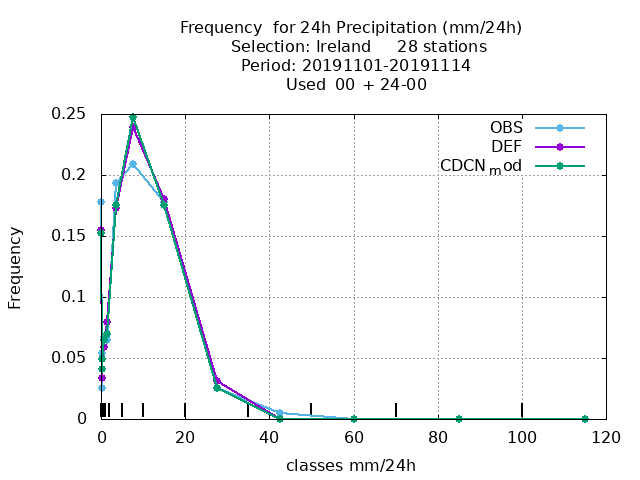 Frequency  for 24h Precipitation (mm/24h)
Selection: Ireland     28 stations
Period: 20191101-20191114
Used  00 + 24-00
OBS
DEF
CDCNmod
0.25
0.2
0.15
0.1
0.05
0
Frequency
0 20 40 60 80 100 120
classes mm/24h